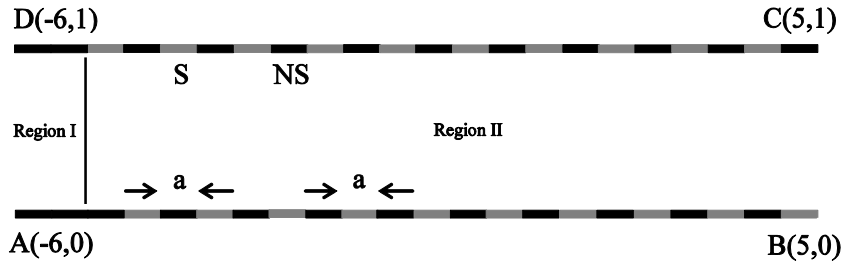 D(-6,1) C(5,1)
S NS
Region I Region II
a a
A(-6,0) B(5,0)